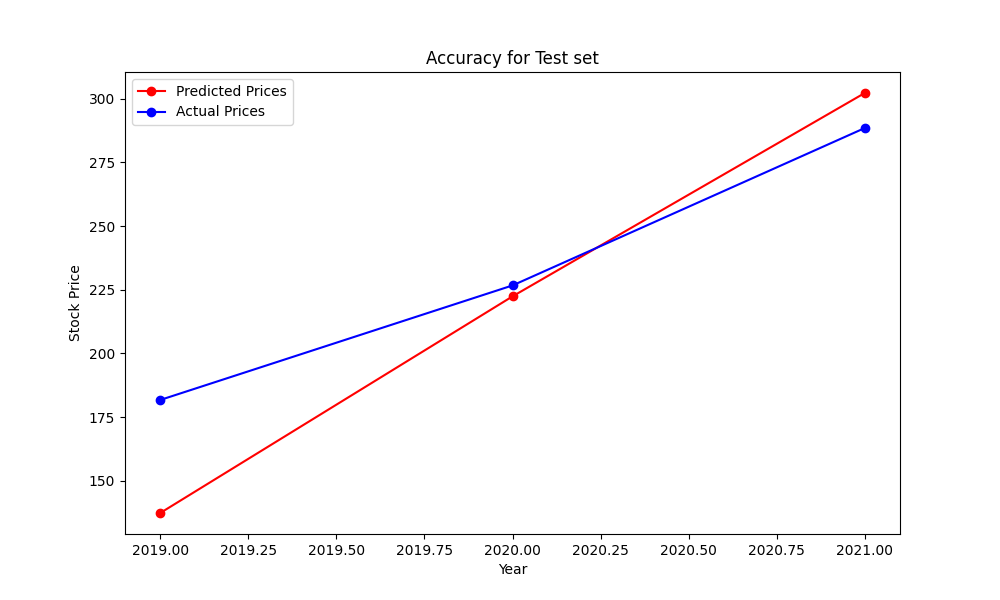 Accuracy for Test set
Predicted Prices
Actual Prices
Stock Price
300
275
250
225
200
175
150
2019.00 2019.25 2019.50 2019.75 2020.00 2020.25 2020.50 2020.75 2021.00
Year